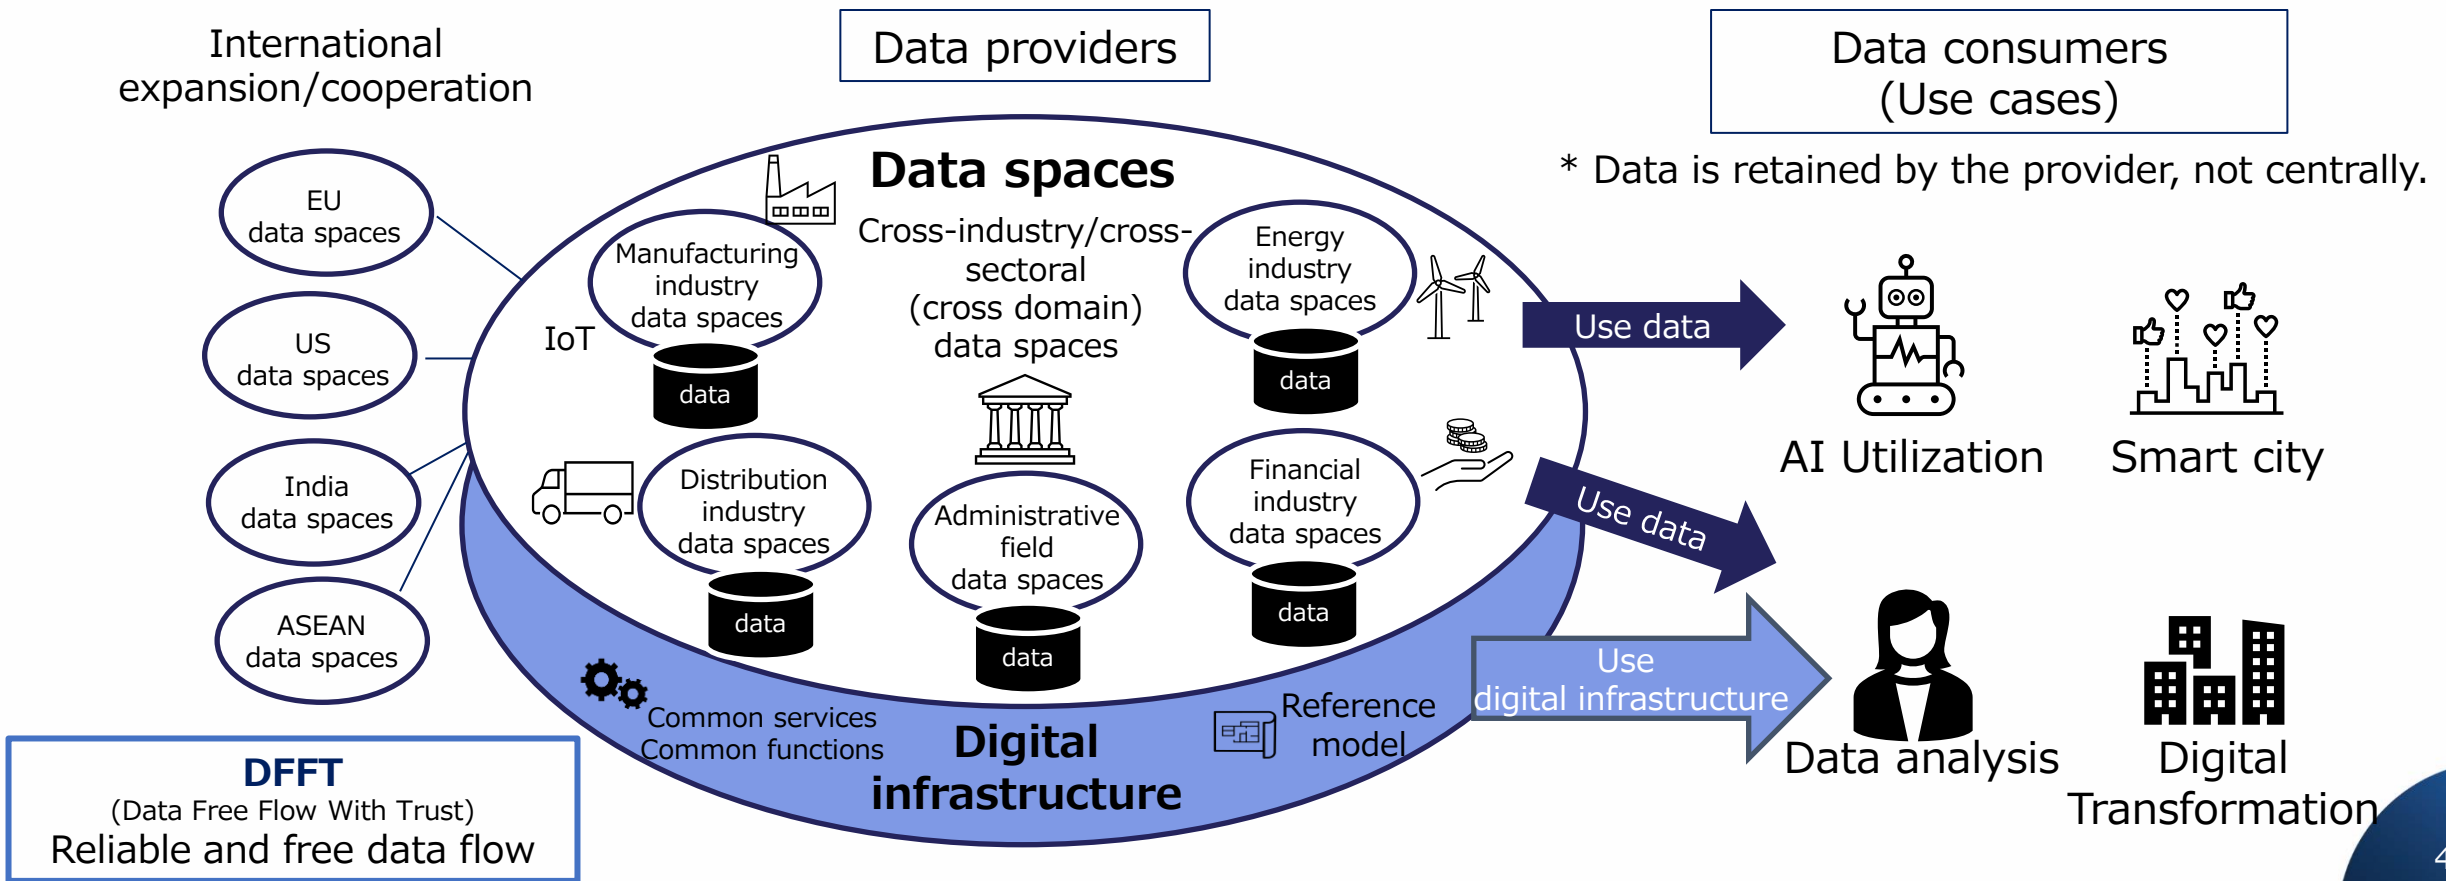 International
expansion/cooperation
EU
data spaces
US
data spaces
India
data spaces
ASEAN
data spaces
DFFT
(Data Free Flow With Trust)
Reliable and free data flow
Data providers
Data spaces
Cross-industry/cross-
sectoral
(cross domain)
data spaces
Manufacturing
industry
data spaces
IoT
data
Energy
industry
data spaces
data
Distribution
industry
data spaces
data
Administrative
field
data spaces
data
Financial
industry
data spaces
data
Common services
Common functions
Digital
infrastructure
Reference
model
Data consumers
(Use cases)
* Data is retained by the provider, not centrally.
Use data
Use data
Use
digital infrastructure
AI Utilization
Smart city
Data analysis
Digital
Transformation
4